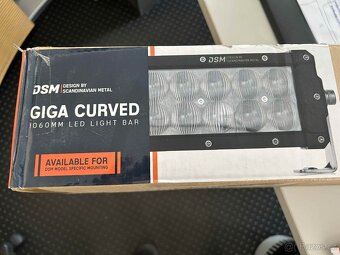 DSM
DESIGN BY
SCANDINAVIAN METAL
GIGA CURVED
1060MM LED LIGHT BAR
AVAILABLE FOR
DSM MODEL SPECIFIC MOUNTING
DSM